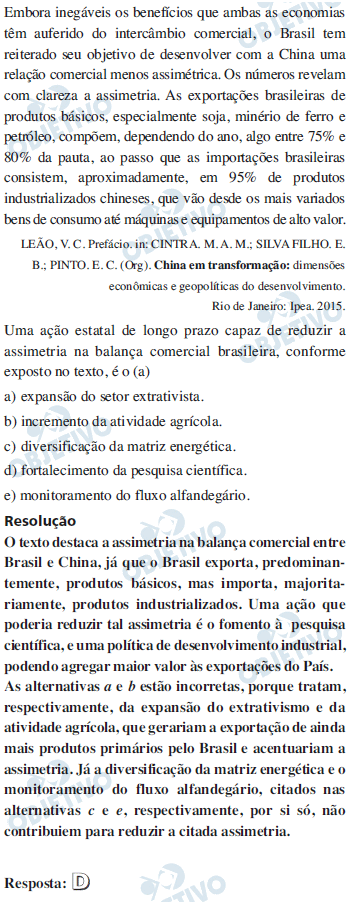 Embora inegáveis os benefícios que ambas as economias
têm auferido do intercâmbio comercial, o Brasil tem
reiterado seu objetivo de desenvolver com a China uma
relação comercial menos assimétrica. Os números revelam
com clareza a assimetria. As exportações brasileiras de
produtos básicos, especialmente soja, minério de ferro e
petróleo, compõem, dependendo do ano, algo entre 75% e
80% da pauta, ao passo que as importações brasileiras
consistem, aproximadamente, em 95% de produtos
industrializados chineses, que vão desde os mais variados
bens de consumo até máquinas e equipamentos de alto valor.
LEÃO, V. C. Prefácio. in: CINTRA. M. A. M.; SILVA FILHO. E.
B.; PINTO. E. C. (Org). China em transformação: dimensões
econômicas e geopolíticas do desenvolvimento.
Rio de Janeiro: Ipea. 2015.
Uma ação estatal de longo prazo capaz de reduzir a
assimetria na balança comercial brasileira, conforme
exposto no texto, é o (a)
a) expansão do setor extrativista.
b) incremento da atividade agrícola.
c) diversificação da matriz energética.
d) fortalecimento da pesquisa científica.
e) monitoramento do fluxo alfandegário.
Resolução
O texto destaca a assimetria na balança comercial entre
Brasil e China, já que o Brasil exporta, predominan-
temente, produtos básicos, mas importa, majorita-
riamente, produtos industrializados. Uma ação que
poderia reduzir tal assimetria é o fomento à pesquisa
científica, e uma política de desenvolvimento industrial,
podendo agregar maior valor às exportações do País.
As alternativas a e b estão incorretas, porque tratam,
respectivamente, da expansão do extrativismo e da
atividade agrícola, que gerariam a exportação de ainda
mais produtos primários pelo Brasil e acentuariam a
assimetria. Já a diversificação da matriz energética e o
monitoramento do fluxo alfandegário, citados nas
alternativas c e e, respectivamente, por si só, não
contribuiem para reduzir a citada assimetria.
Resposta: D
OBJETIVO